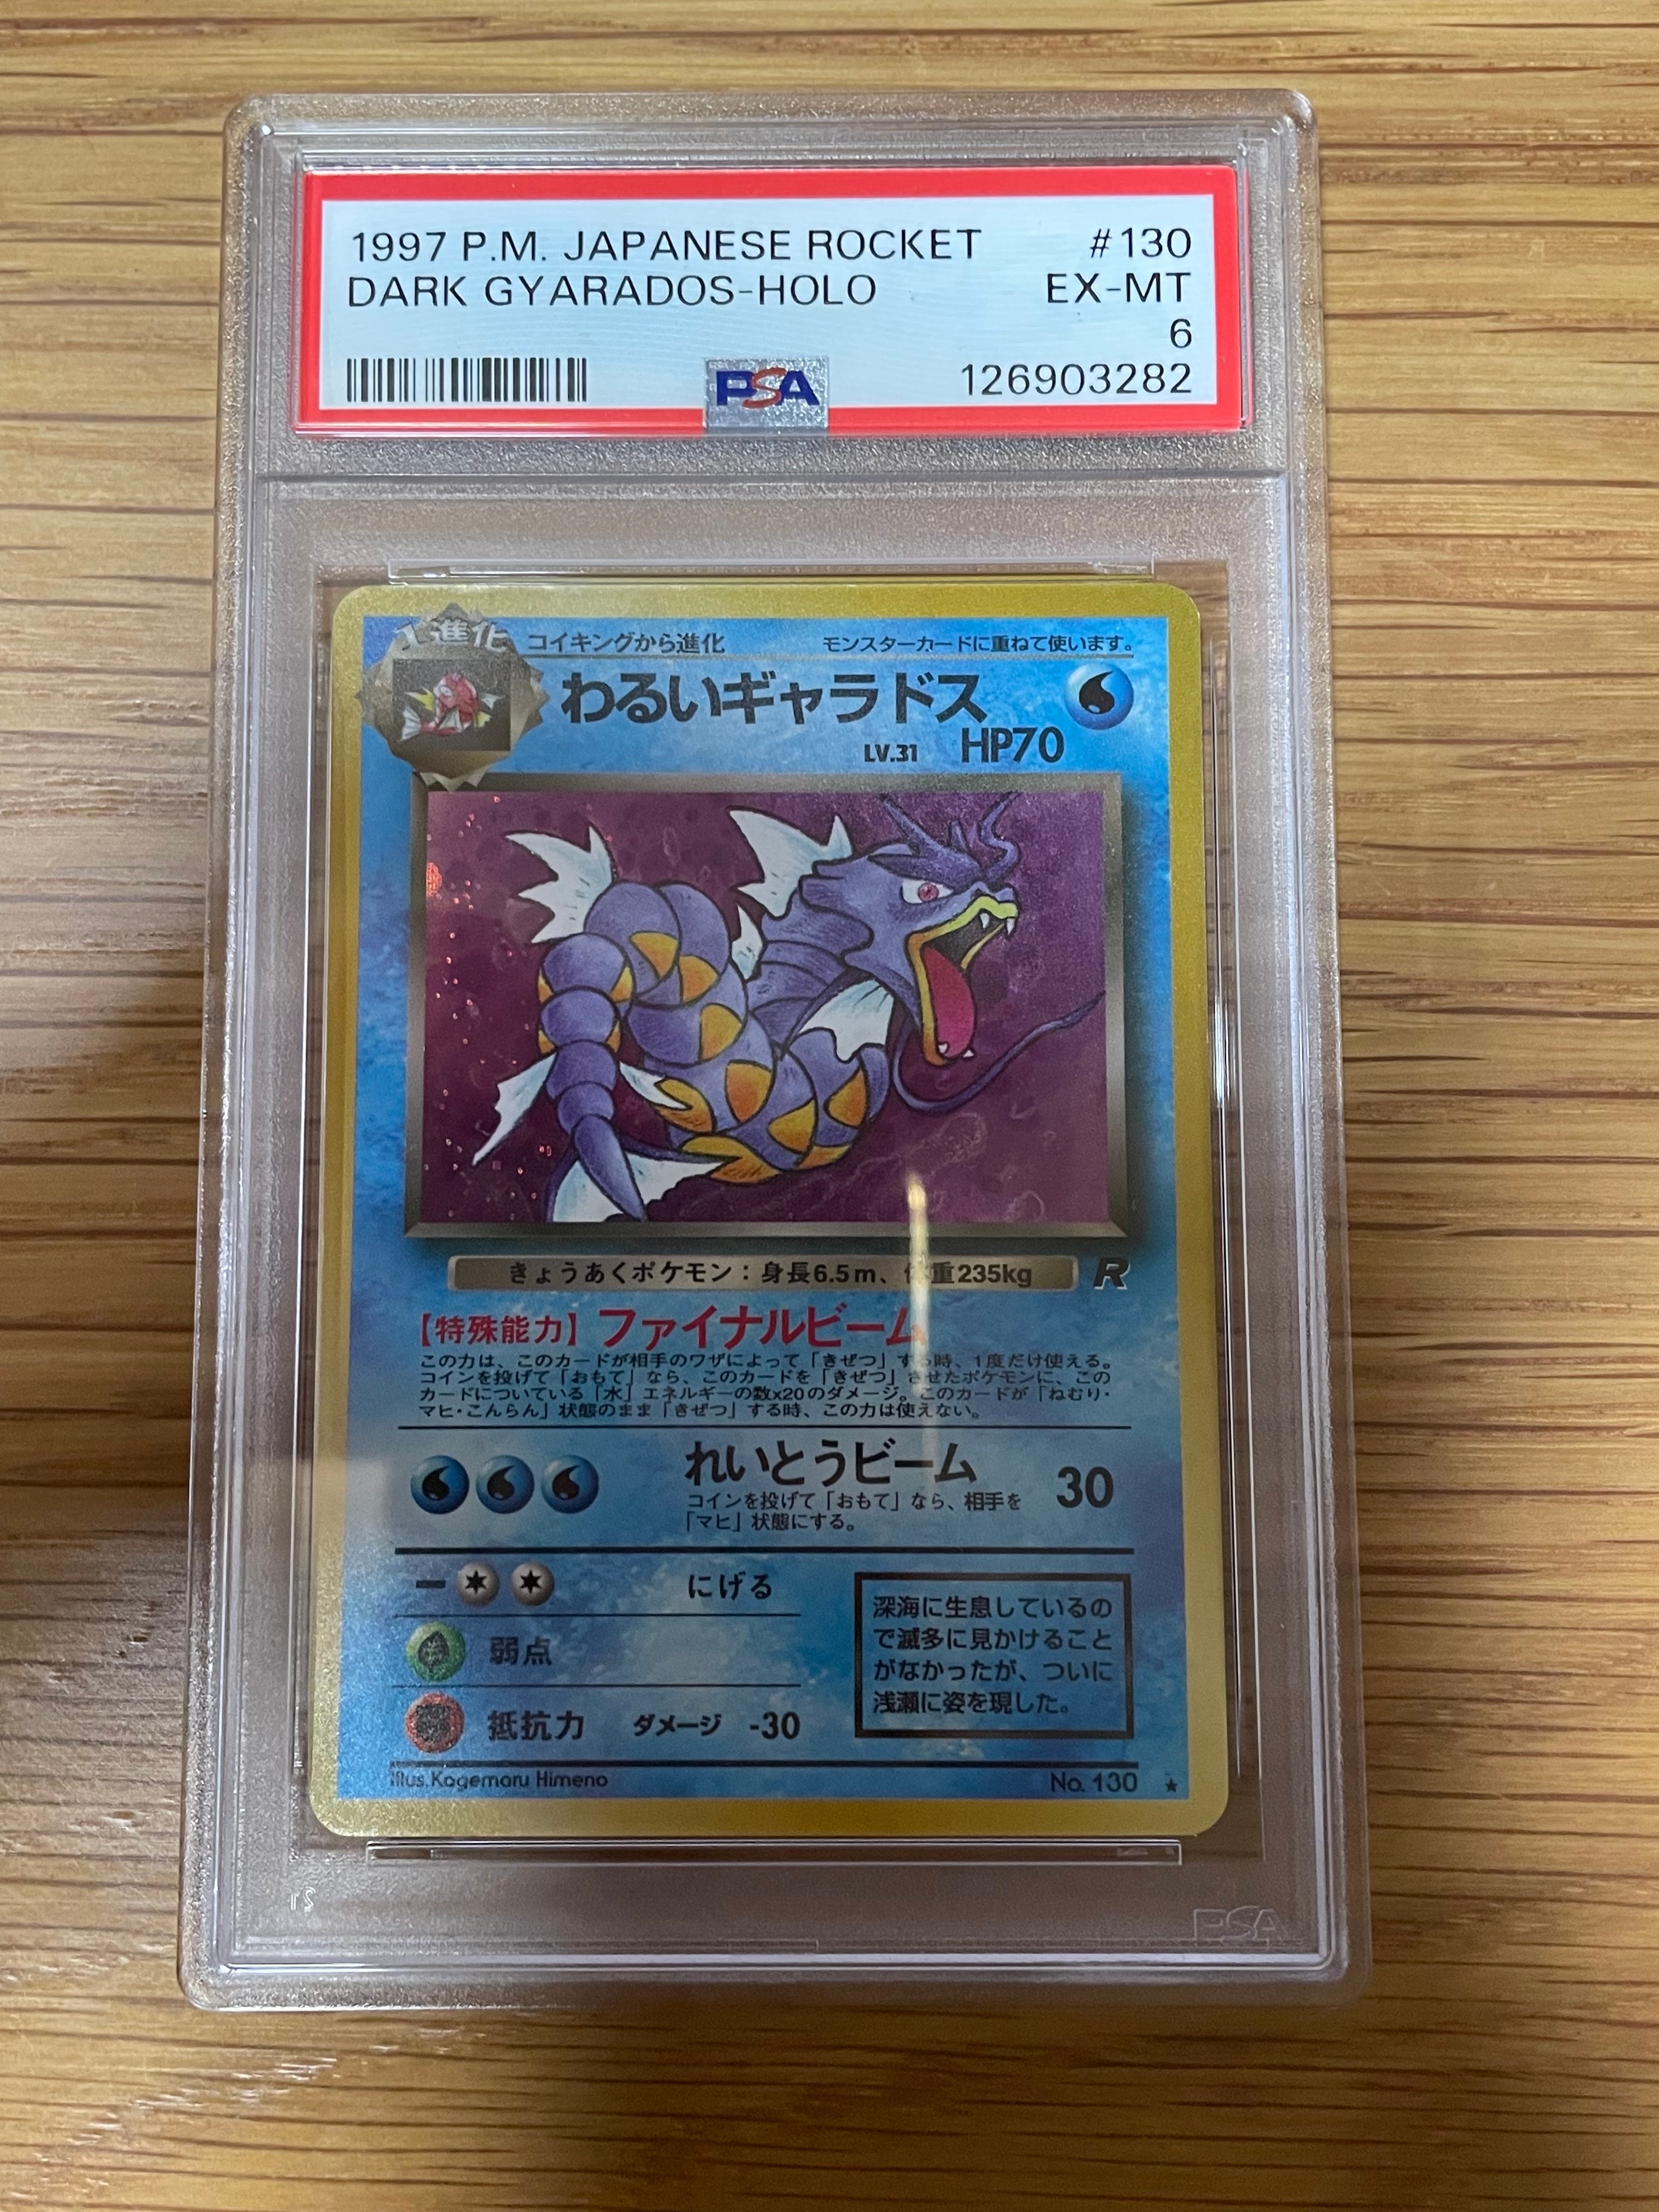 1997 P.M. JAPANESE ROCKET #130
DARK GYARADOS-HOLO EX-MT
6
PSA 126903282
1進化 コイキングから進化 モンスターカードに重ねて使います。
わるいギャラドス
LV.31 HP70
きょうあくポケモン：身長6.5m、体重235kg R
【特殊能力】ファイナルビーム
この力は、このカードが相手のワザによって「きぜつ」する時、1度だけ使える。
コインを投げて「おもて」なら、このカードを「きぜつ」させたポケモンに、この
カードについている「水」エネルギーの数x20のダメージ。このカードが「ねむり・
マヒ・こんらん」状態のまま「きぜつ」する時、この力は使えない。
れいとうビーム 30
コインを投げて「おもて」なら、相手を
「マヒ」状態にする。
にげる
弱点
抵抗力 ダメージ -30
深海に生息しているの
で滅多に見かけること
がなかったが、ついに
浅瀬に姿を現した。
Illus.Kagemaru Himeno No. 130 ★
PSA